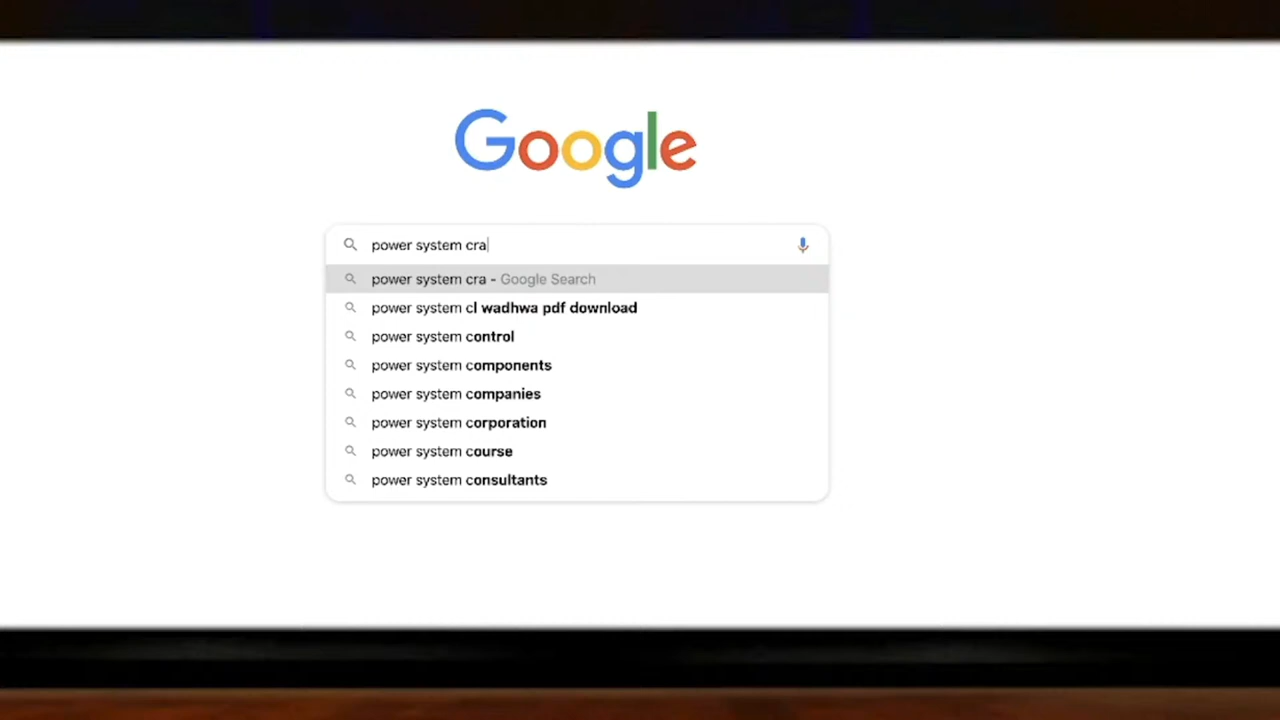 Google
power system cra
power system cra - Google Search
power system cl wadhwa pdf download
power system control
power system components
power system companies
power system corporation
power system course
power system consultants